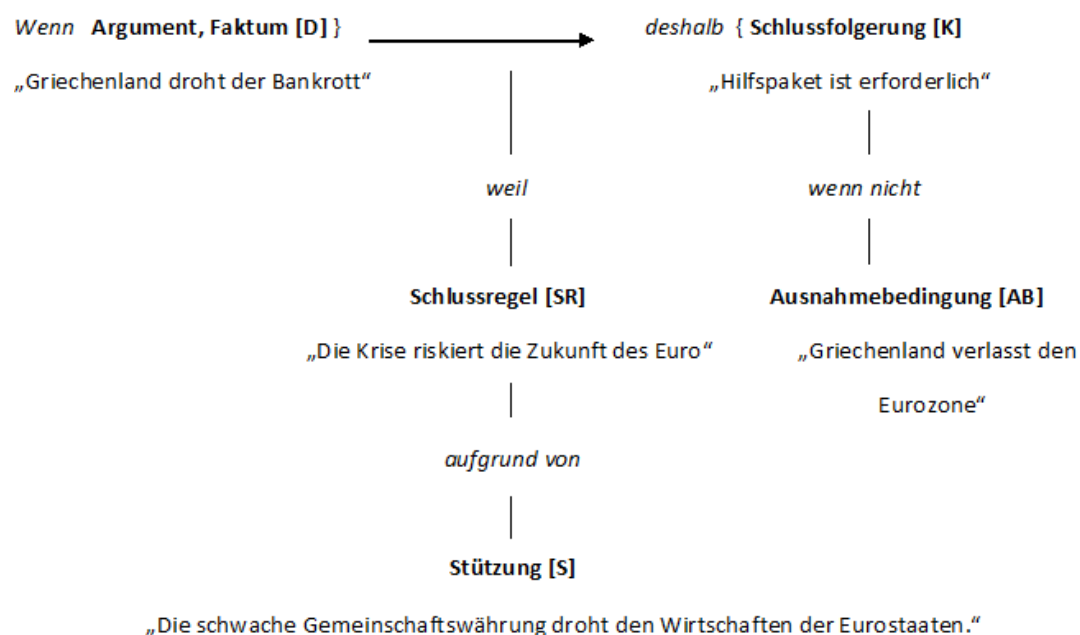 Wenn Argument, Faktum [D] } deshalb { Schlussfolgerung [K]
„Griechenland droht der Bankrott“ „Hilfspaket ist erforderlich“
weil wenn nicht
Schlussregel [SR] Ausnahmebedingung [AB]
„Die Krise riskiert die Zukunft des Euro“ „Griechenland verlasst den
Eurozone“
aufgrund von
Stützung [S]
„Die schwache Gemeinschaftswährung droht den Wirtschaften der Eurostaaten.“